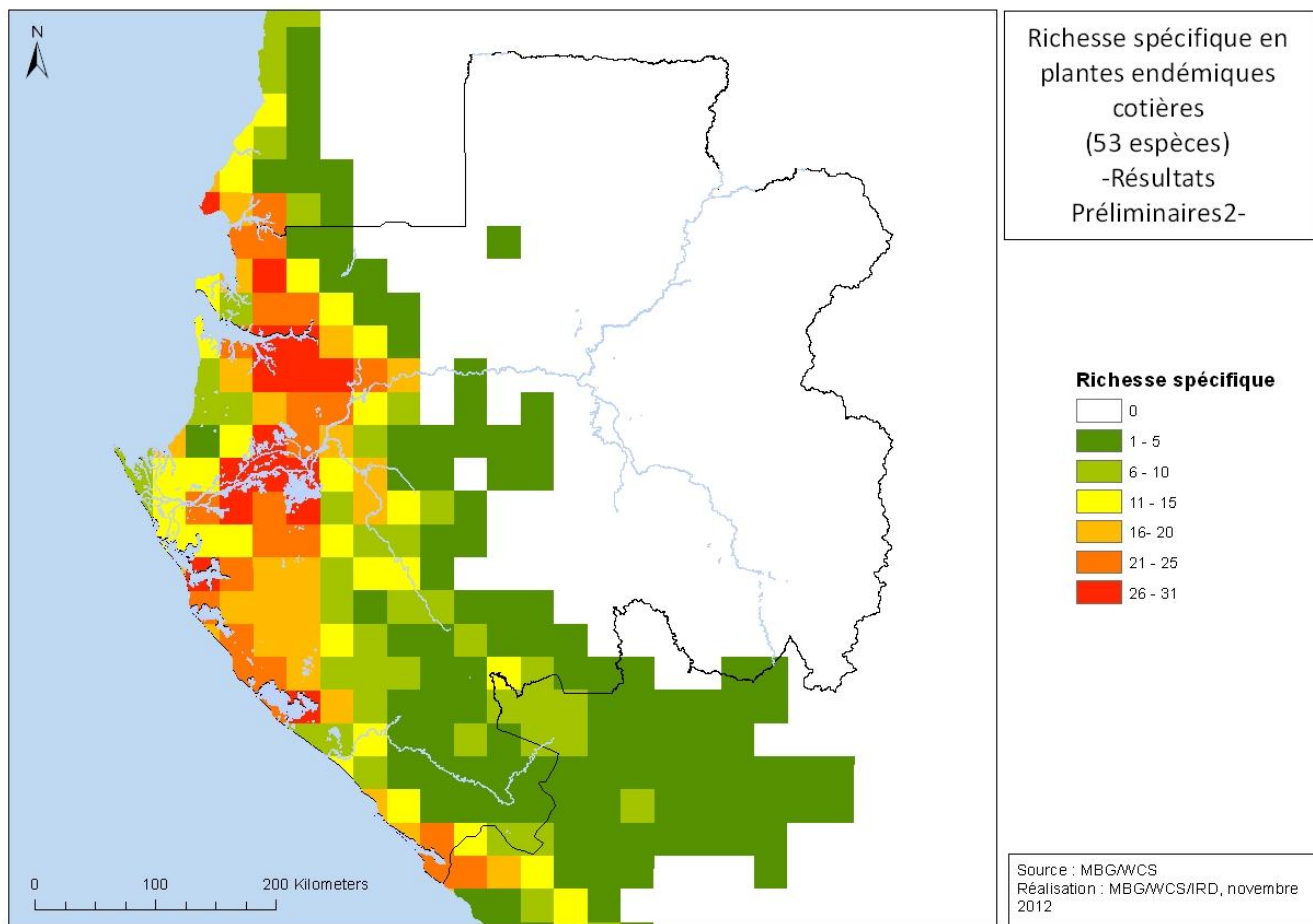 N
Richesse spécifique en
plantes endémiques
cotières
(53 espèces)
-Résultats
Préliminaires2-
Richesse spécifique
0
1 - 5
6 - 10
11 - 15
16- 20
21 - 25
26 - 31
0 100 200 Kilometers
Source : MBG/WCS
Réalisation : MBG/WCS/IRD, novembre
2012